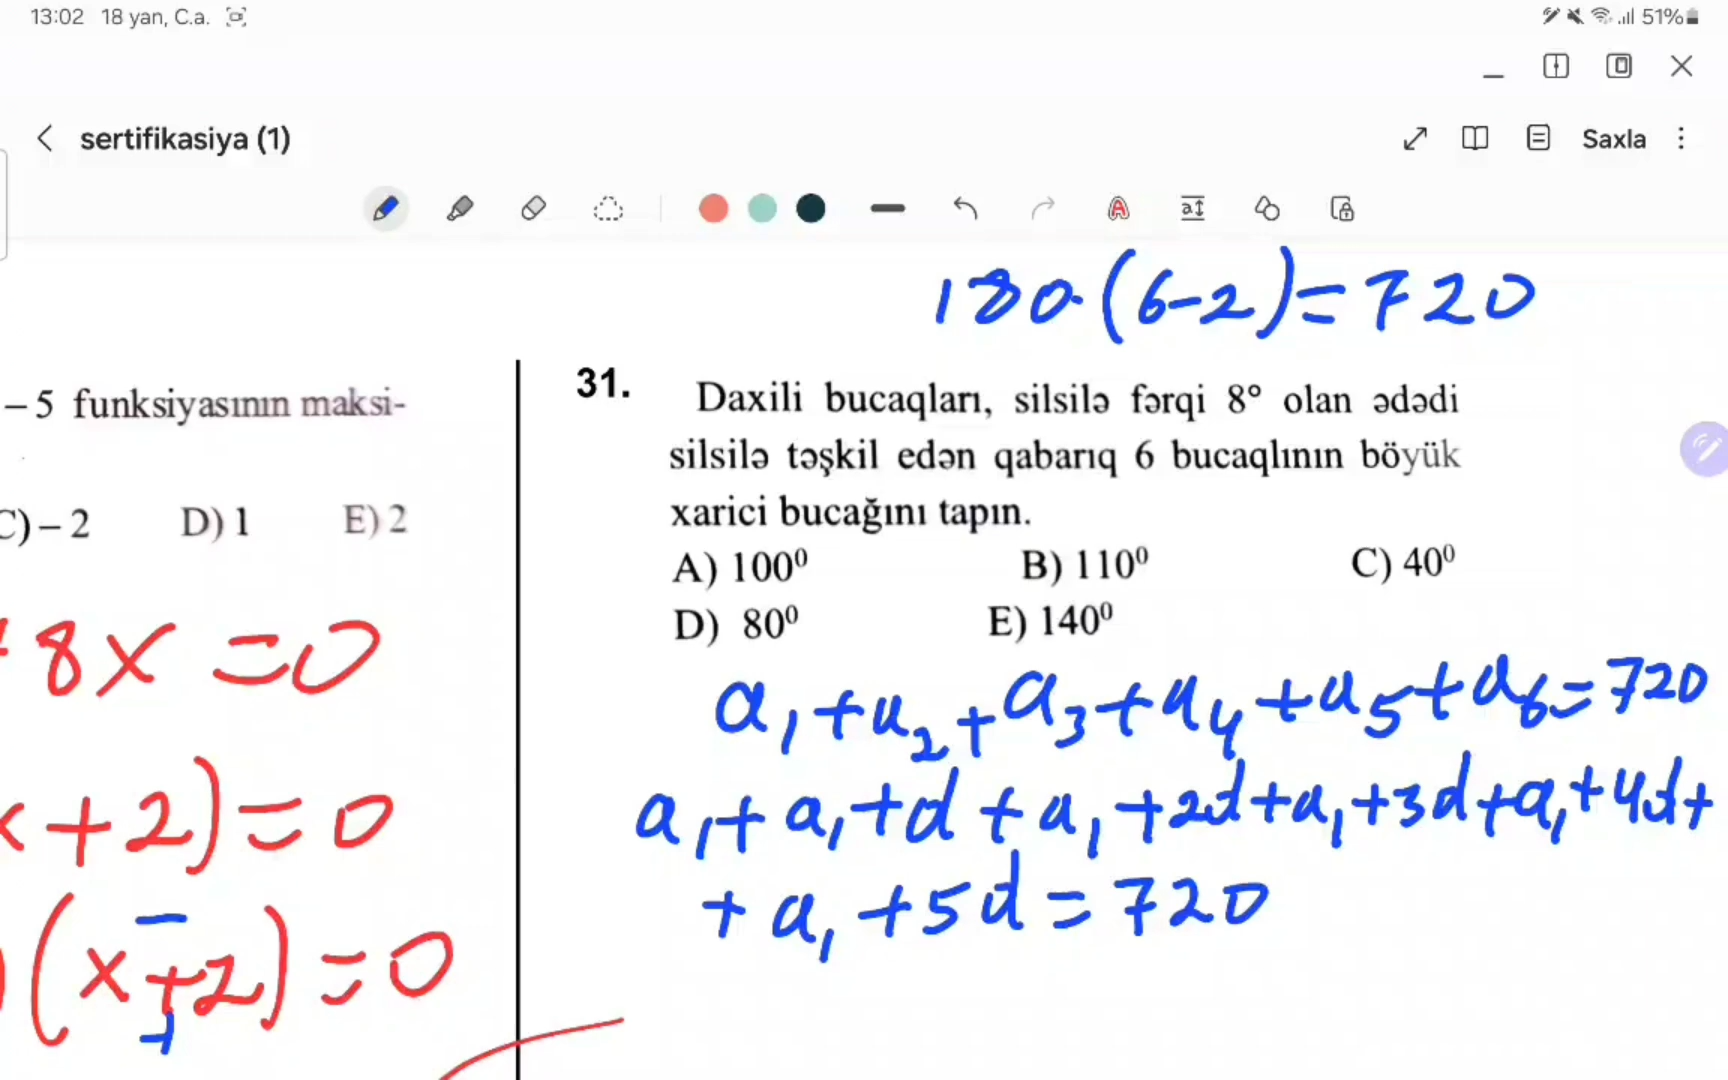 13:02 18 yan, C.a.
51%
sertifikasiya (1)
Saxla
180·(6-2)=720
– 5 funksiyasının maksi-
C) – 2 D) 1 E) 2
8x =0
x+2)=0
(x+2)=0
31. Daxili bucaqları, silsilə fərqi 8° olan ədədi
silsilə təşkil edən qabarıq 6 bucaqlının böyük
xarici bucağını tapın.
A) 100⁰ B) 110⁰ C) 40⁰
D) 80⁰ E) 140⁰
a₁+a₂+a₃+a₄+a₅+a₆=720
a₁+a₁+d+a₁+2d+a₁+3d+a₁+4d+
+a₁+5d=720